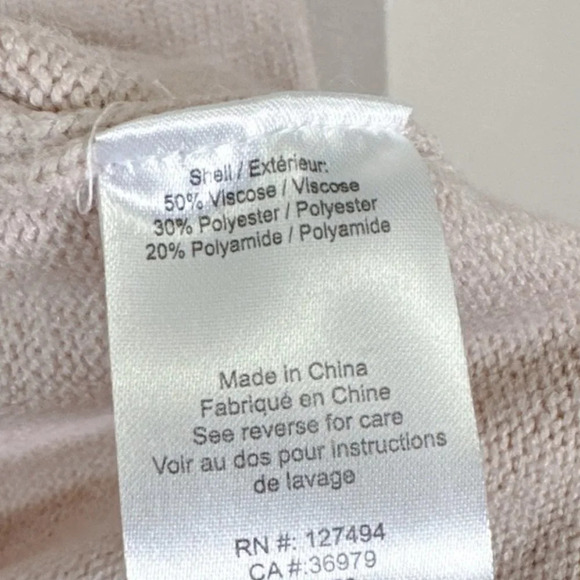 Shell / Extérieur:
50% Viscose / Viscose
30% Polyester / Polyester
20% Polyamide / Polyamide
Made in China
Fabriqué en Chine
See reverse for care
Voir au dos pour instructions
de lavage
RN #: 127494
CA #:36979